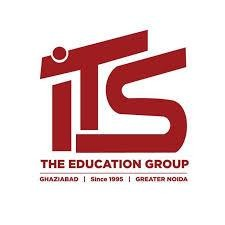 iTS
THE EDUCATION GROUP
GHAZIABAD | Since 1995 | GREATER NOIDA